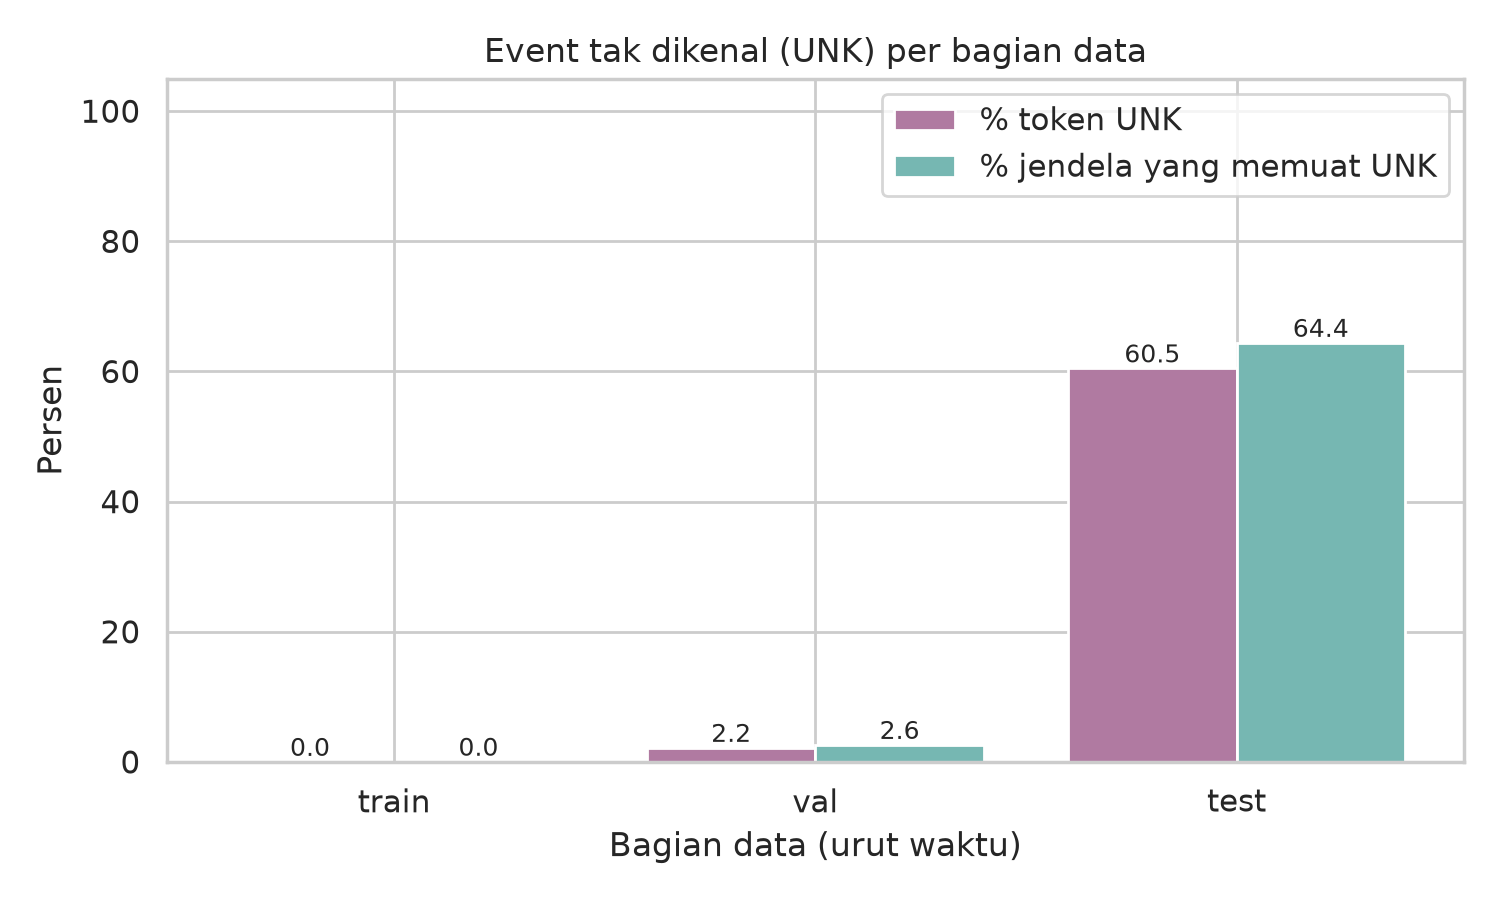 Event tak dikenal (UNK) per bagian data
% token UNK
% jendela yang memuat UNK
Persen
100
80
60
40
20
0
0.0
0.0
2.2
2.6
60.5
64.4
train
val
test
Bagian data (urut waktu)